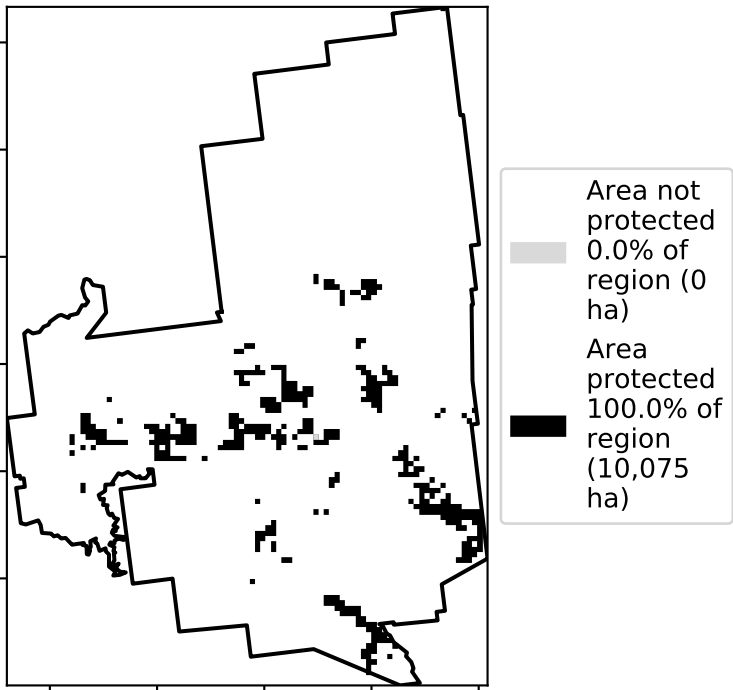 Area not
protected
0.0% of
region (0
ha)
Area
protected
100.0% of
region
(10,075
ha)